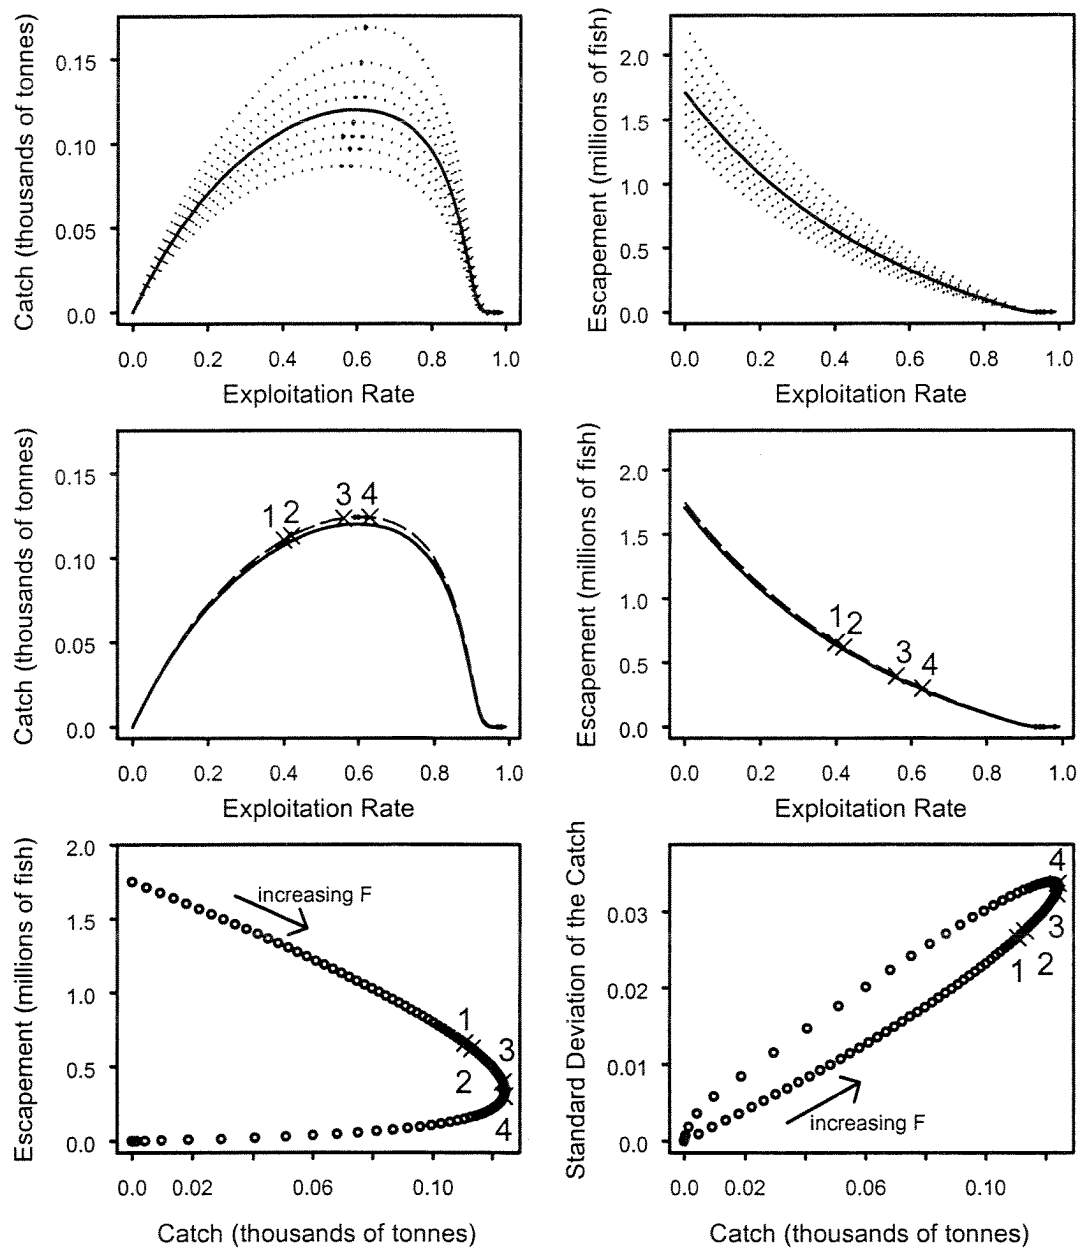 Catch (thousands of tonnes)
0.15
0.10
0.05
0.0
0.0 0.2 0.4 0.6 0.8 1.0
Exploitation Rate
Escapement (millions of fish)
2.0
1.5
1.0
0.5
0.0
0.0 0.2 0.4 0.6 0.8 1.0
Exploitation Rate
Catch (thousands of tonnes)
0.15
0.10
0.05
0.0
1 2 3 4
0.0 0.2 0.4 0.6 0.8 1.0
Exploitation Rate
Escapement (millions of fish)
2.0
1.5
1.0
0.5
0.0
1 2 3 4
0.0 0.2 0.4 0.6 0.8 1.0
Exploitation Rate
Escapement (millions of fish)
2.0
1.5
1.0
0.5
0.0
increasing F
1
3
2
4
0.0 0.02 0.06 0.10
Catch (thousands of tonnes)
Standard Deviation of the Catch
0.03
0.02
0.01
0.0
4
3
2
1
increasing F
0.0 0.02 0.06 0.10
Catch (thousands of tonnes)